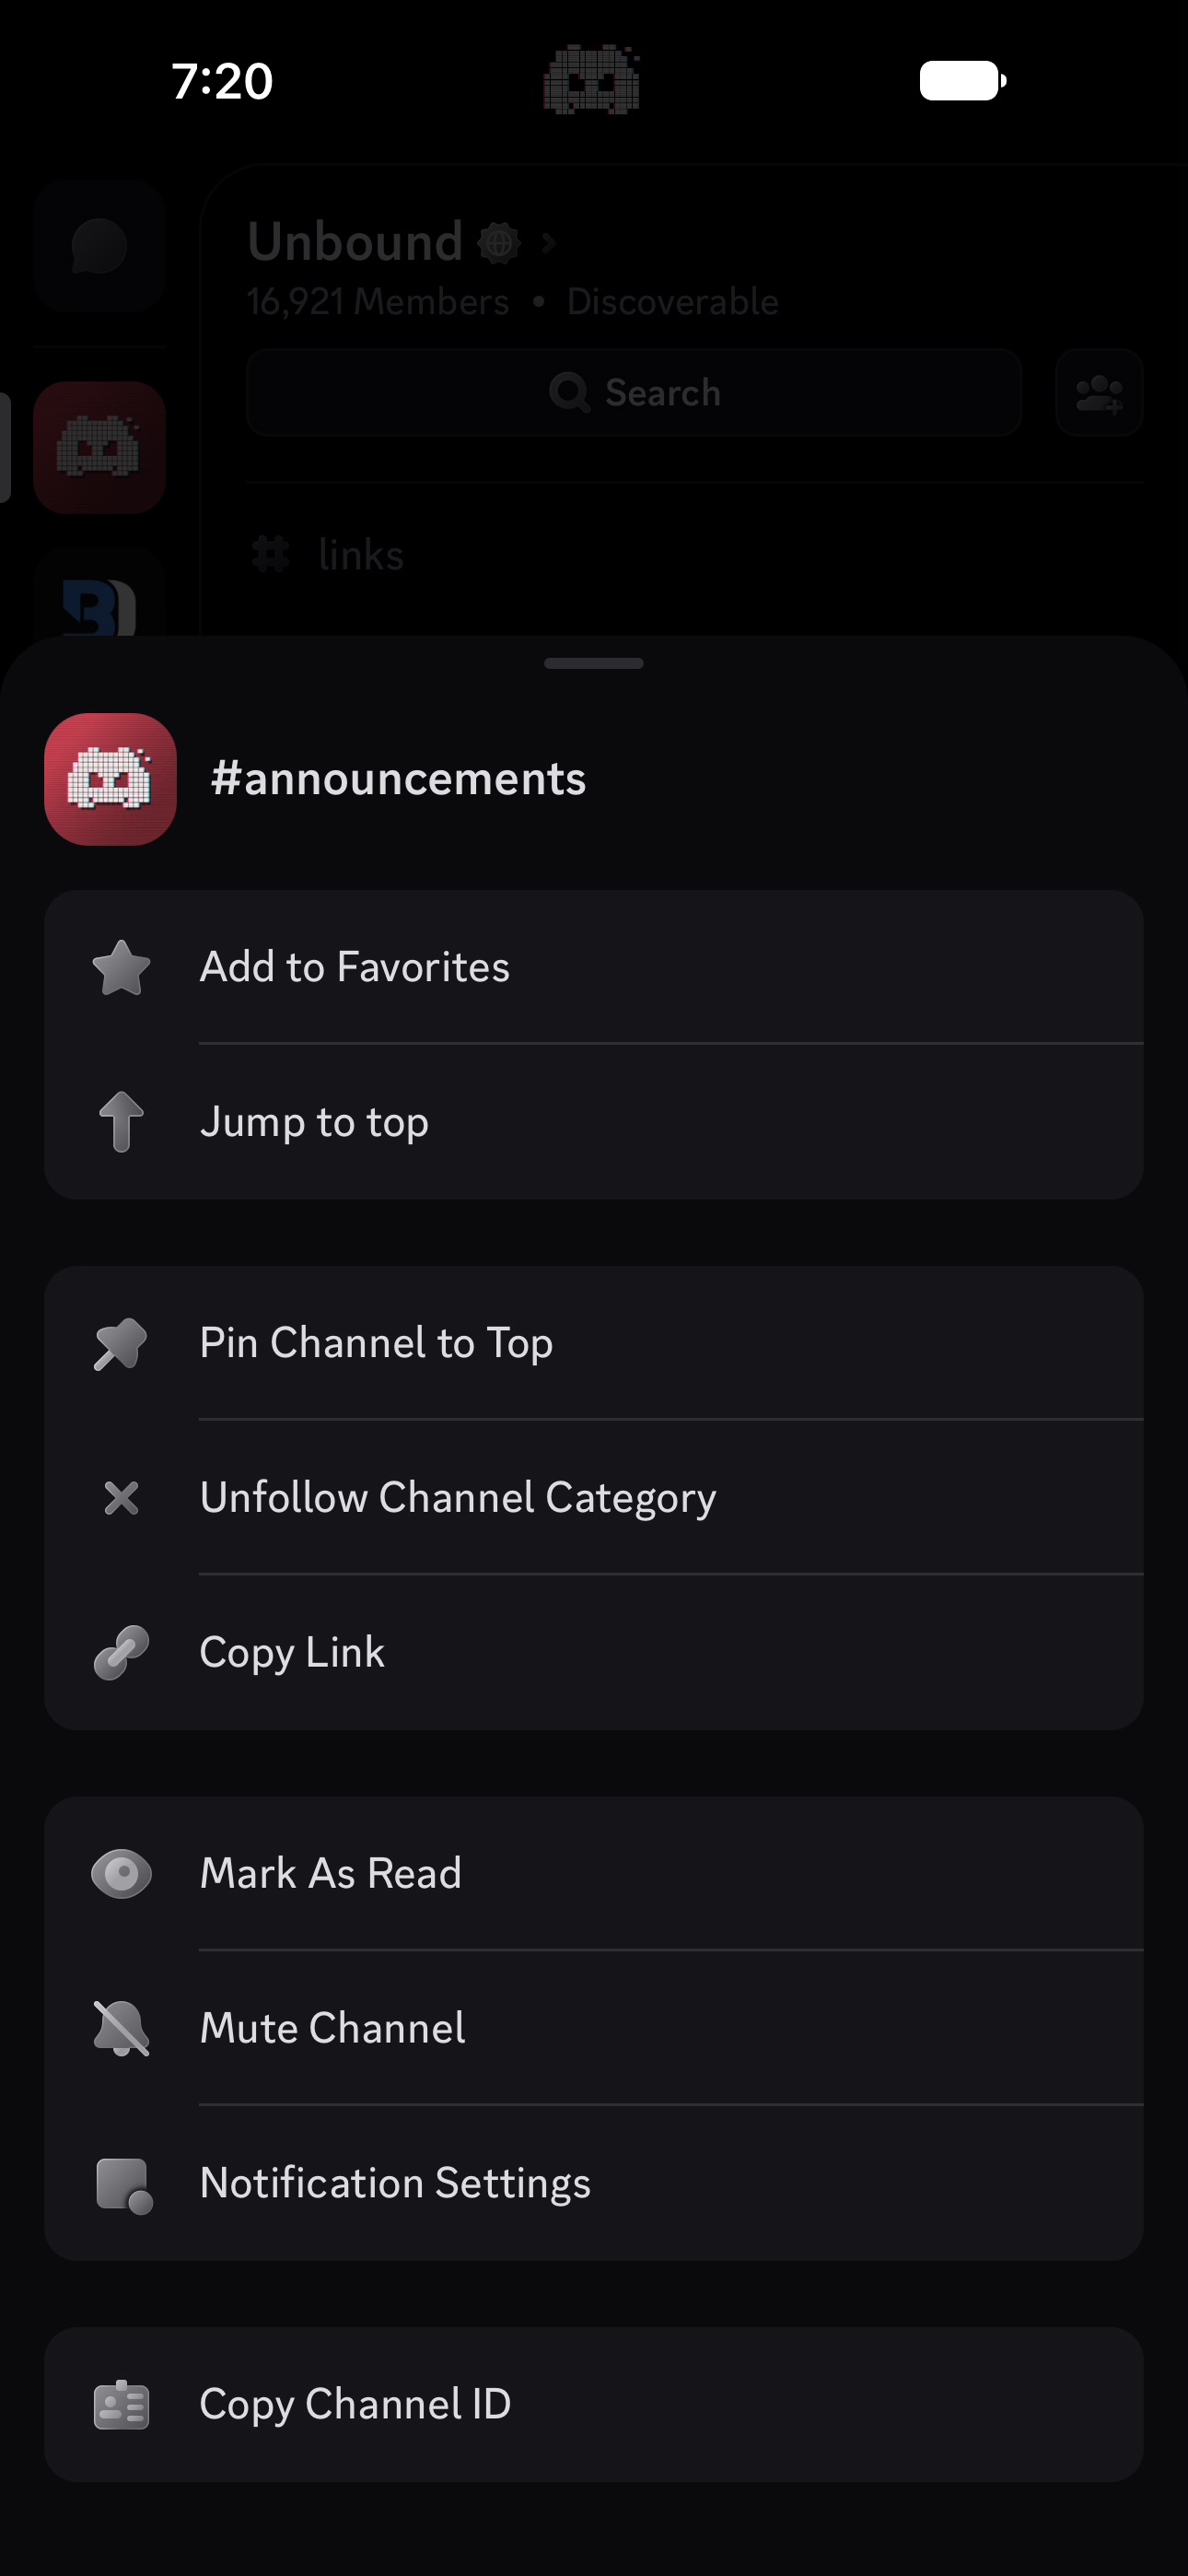 7:20
Unbound
16,921 Members • Discoverable
Search
links
#announcements
Add to Favorites
Jump to top
Pin Channel to Top
Unfollow Channel Category
Copy Link
Mark As Read
Mute Channel
Notification Settings
Copy Channel ID